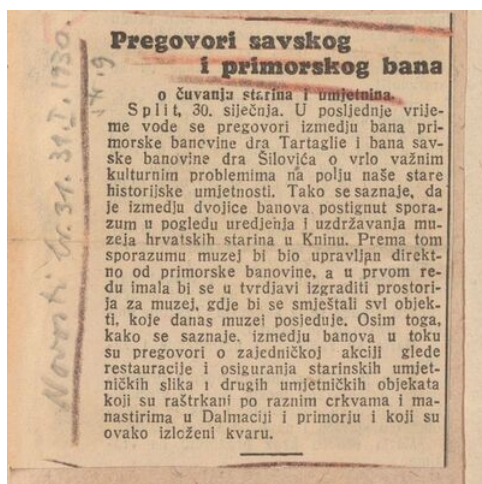 Pregovori savskog
i primorskog bana
o čuvanju starina i umjetnina.
Split, 30. siječnja. U posljednje vrije-
me vode se pregovori izmedju bana pri-
morske banovine dra Tartaglie i bana sav-
ske banovine dra Šilovića o vrlo važnim
kulturnim problemima na polju naše stare
historijske umjetnosti. Tako se saznaje, da
je izmedju dvojice banova postignut spora-
zum u pogledu uredjenja i uzdržavanja mu-
zeja hrvatskih starina u Kninu. Prema tom
sporazumu muzej bi bio upravljan direkt-
no od primorske banovine, a u prvom re-
du imala bi se u tvrdjavi izgraditi prostori-
ja za muzej, gdje bi se smještali svi objek-
ti, koje danas muzej posjeduje. Osim toga,
kako se saznaje, izmedju banova u toku
su pregovori o zajedničkoj akciji glede
restauracije i osiguranja starinskih umjet-
ničkih slika i drugih umjetničkih objekata
koji su raštrkani po raznim crkvama i ma-
nastirima u Dalmaciji i primorju i koji su
ovako izloženi kvaru.
Novosti br. 31. 31. I. 1930.
str. 9